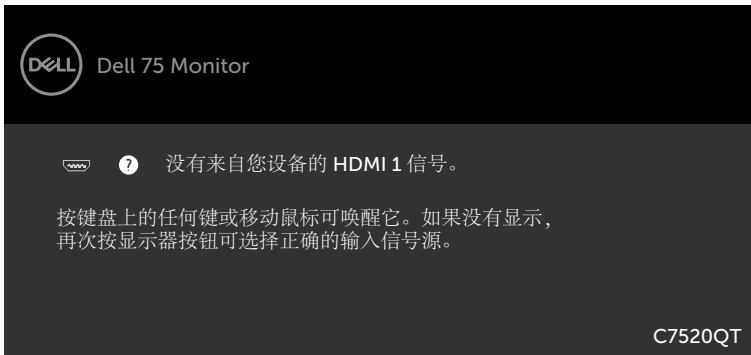 DELL
Dell 75 Monitor
? 没有来自您设备的 HDMI 1 信号。
按键盘上的任何键或移动鼠标可唤醒它。如果没有显示，
再次按显示器按钮可选择正确的输入信号源。
C7520QT